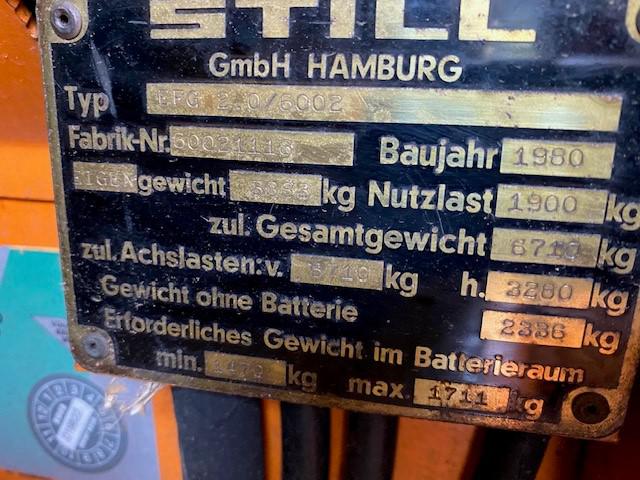 STILL
GmbH HAMBURG
Typ EFG 2.0/6002
Fabrik-Nr. Baujahr 1980
EIGEN gewicht kg Nutzlast 1900 kg
zul. Gesamtgewicht 6710 kg
zul. Achslasten: v. kg h. 3280 kg
Gewicht ohne Batterie kg
Erforderliches Gewicht im Batterieraum
min. kg max. 1711 kg